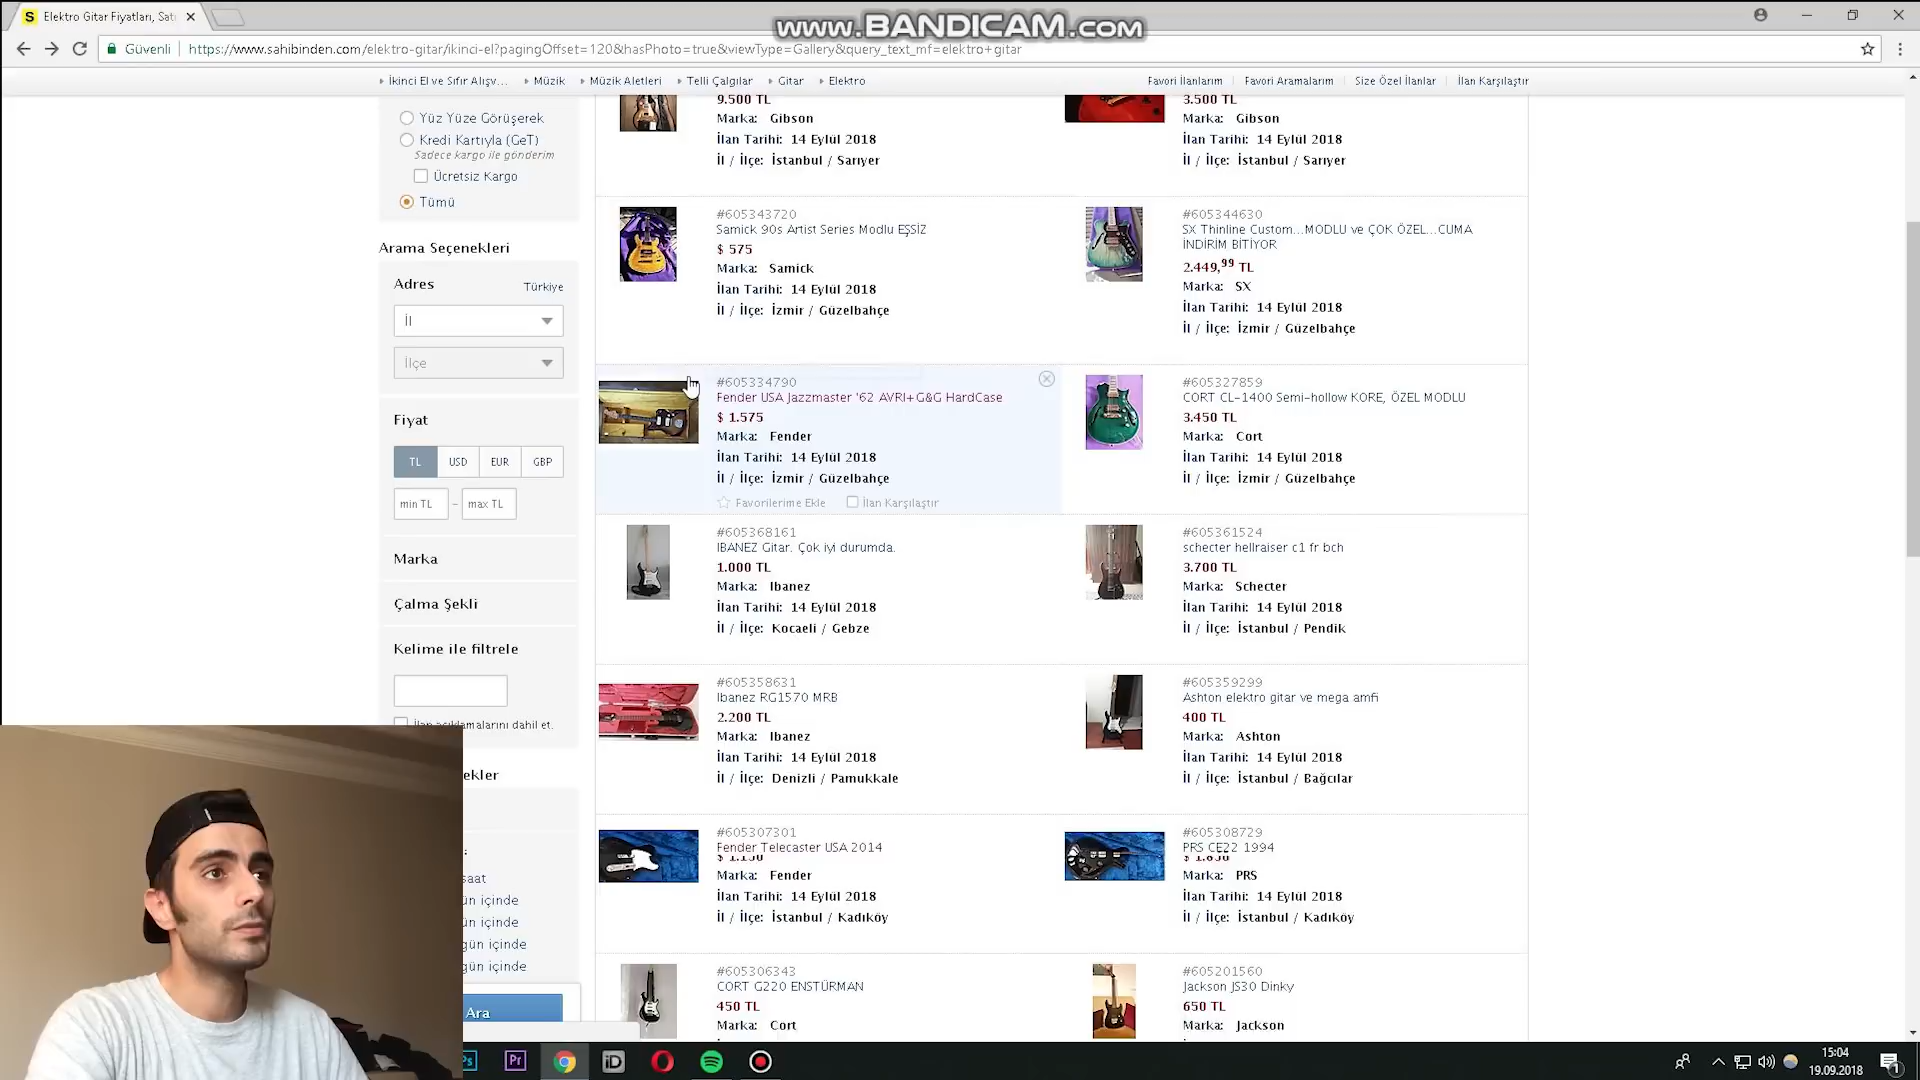 Elektro Gitar Fiyatları, Satı
www.BANDICAM.com
Güvenli
https://www.sahibinden.com/elektro-gitar/ikinci-el?pagingOffset=120&hasPhoto=true&viewType=Gallery&query_text_mf=elektro+gitar
İkinci El ve Sıfır Alışv...
Müzik
Müzik Aletleri
Telli Çalgılar
Gitar
Elektro
Favori İlanlarım
Favori Aramalarım
Size Özel İlanlar
İlan Karşılaştır
Yüz Yüze Görüşerek
Kredi Kartıyla (GeT)
Sadece kargo ile gönderim
Ücretsiz Kargo
Tümü
Arama Seçenekleri
Adres
Türkiye
İl
İlçe
Fiyat
TL
USD
EUR
GBP
min TL
-
max TL
Marka
Çalma Şekli
Kelime ile filtrele
İlan açıklamalarını dahil et.
ekler
saat
ün içinde
ün içinde
gün içinde
gün içinde
Ara
9.500 TL
Marka: Gibson
İlan Tarihi: 14 Eylül 2018
İl / İlçe: İstanbul / Sarıyer
3.500 TL
Marka: Gibson
İlan Tarihi: 14 Eylül 2018
İl / İlçe: İstanbul / Sarıyer
#605343720
Samick 90s Artist Series Modlu EŞSİZ
$ 575
Marka: Samick
İlan Tarihi: 14 Eylül 2018
İl / İlçe: İzmir / Güzelbahçe
#605344630
SX Thinline Custom...MODLU ve ÇOK ÖZEL...CUMA
İNDİRİM BİTİYOR
2.449,99 TL
Marka: SX
İlan Tarihi: 14 Eylül 2018
İl / İlçe: İzmir / Güzelbahçe
#605334790
Fender USA Jazzmaster '62 AVRI+G&G HardCase
$ 1.575
Marka: Fender
İlan Tarihi: 14 Eylül 2018
İl / İlçe: İzmir / Güzelbahçe
Favorilerime Ekle
İlan Karşılaştır
#605327859
CORT CL-1400 Semi-hollow KORE, ÖZEL MODLU
3.450 TL
Marka: Cort
İlan Tarihi: 14 Eylül 2018
İl / İlçe: İzmir / Güzelbahçe
#605368161
IBANEZ Gitar. Çok iyi durumda.
1.000 TL
Marka: Ibanez
İlan Tarihi: 14 Eylül 2018
İl / İlçe: Kocaeli / Gebze
#605361524
schecter hellraiser c1 fr bch
3.700 TL
Marka: Schecter
İlan Tarihi: 14 Eylül 2018
İl / İlçe: İstanbul / Pendik
#605358631
Ibanez RG1570 MRB
2.200 TL
Marka: Ibanez
İlan Tarihi: 14 Eylül 2018
İl / İlçe: Denizli / Pamukkale
#605359299
Ashton elektro gitar ve mega amfi
400 TL
Marka: Ashton
İlan Tarihi: 14 Eylül 2018
İl / İlçe: İstanbul / Bağcılar
#605307301
Fender Telecaster USA 2014
Marka: Fender
İlan Tarihi: 14 Eylül 2018
İl / İlçe: İstanbul / Kadıköy
#605308729
PRS CE22 1994
Marka: PRS
İlan Tarihi: 14 Eylül 2018
İl / İlçe: İstanbul / Kadıköy
#605306343
CORT G220 ENSTÜRMAN
450 TL
Marka: Cort
#605201560
Jackson JS30 Dinky
650 TL
Marka: Jackson
Ps
Pr
iD
15:04
19.09.2018
1